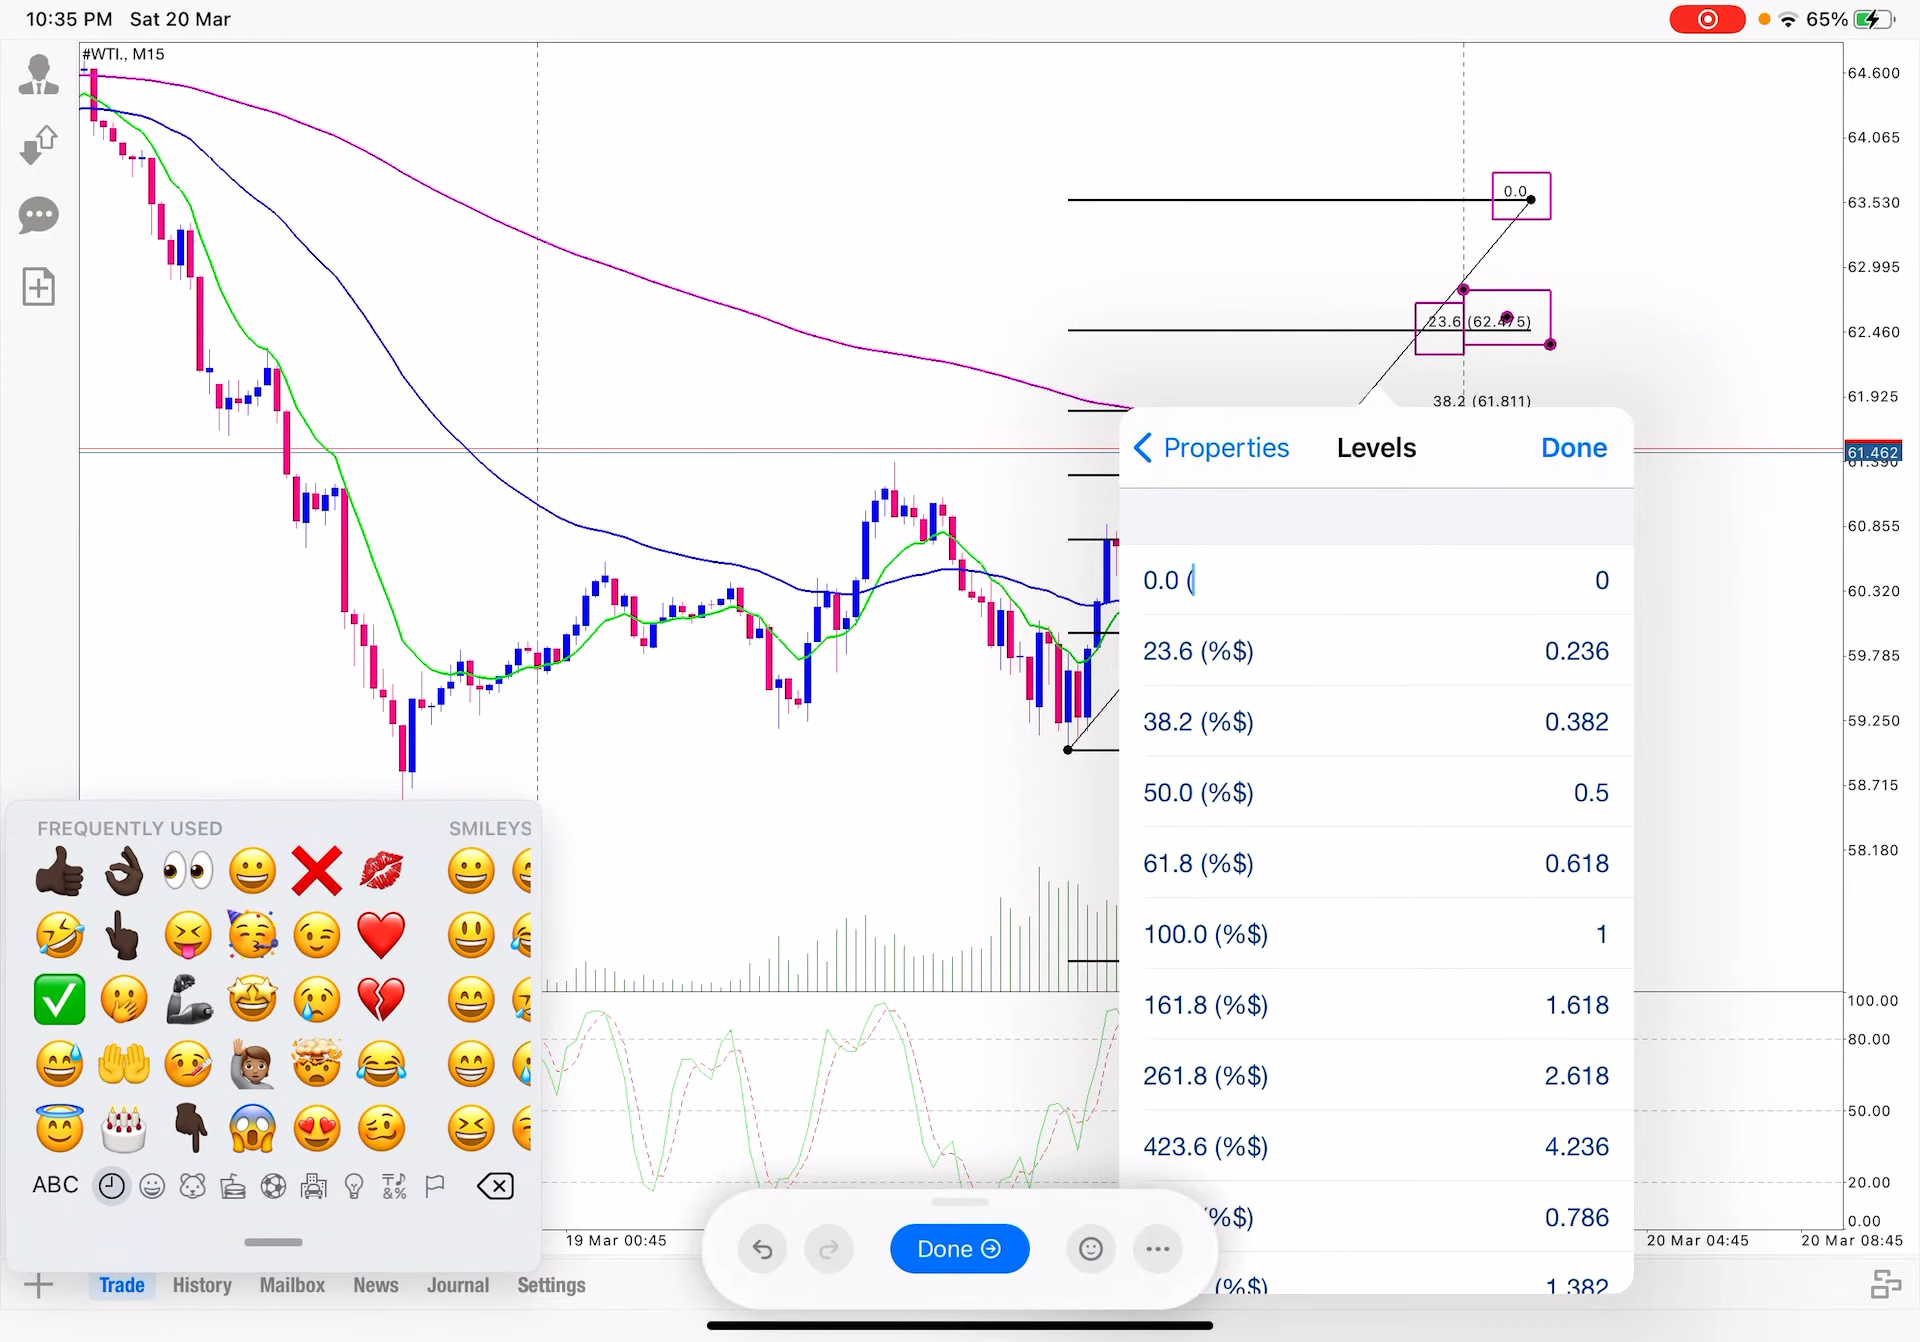 10:35 PM Sat 20 Mar
65%
#WTI., M15
64.600
64.065
63.530
62.995
62.460
61.925
61.462
61.390
60.855
60.320
59.785
59.250
58.715
58.180
0.0
23.6 (62.475)
38.2 (61.811)
Properties Levels Done
0.0 ( 0
23.6 (%$) 0.236
38.2 (%$) 0.382
50.0 (%$) 0.5
61.8 (%$) 0.618
100.0 (%$) 1
161.8 (%$) 1.618
261.8 (%$) 2.618
423.6 (%$) 4.236
%$) 0.786
(%$) 1.382
FREQUENTLY USED SMILEYS
ABC
100.00
80.00
50.00
20.00
0.00
19 Mar 00:45
20 Mar 04:45
20 Mar 08:45
Done
Trade History Mailbox News Journal Settings